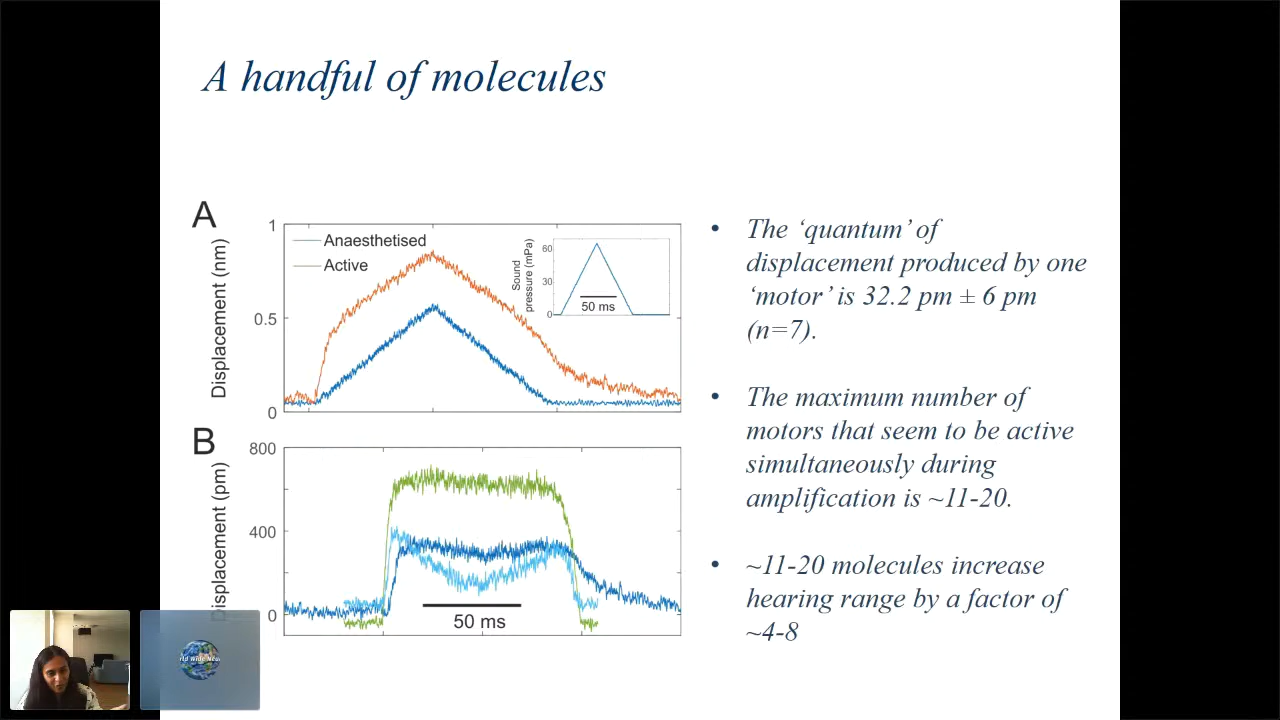 A handful of molecules
A
Displacement (nm)
1
0.5
0
Anaesthetised
Active
Sound
pressure (mPa)
60
30
0
50 ms
B
Displacement (pm)
800
400
0
50 ms
• The ‘quantum’ of
displacement produced by one
‘motor’ is 32.2 pm ± 6 pm
(n=7).
• The maximum number of
motors that seem to be active
simultaneously during
amplification is ~11-20.
• ~11-20 molecules increase
hearing range by a factor of
~4-8